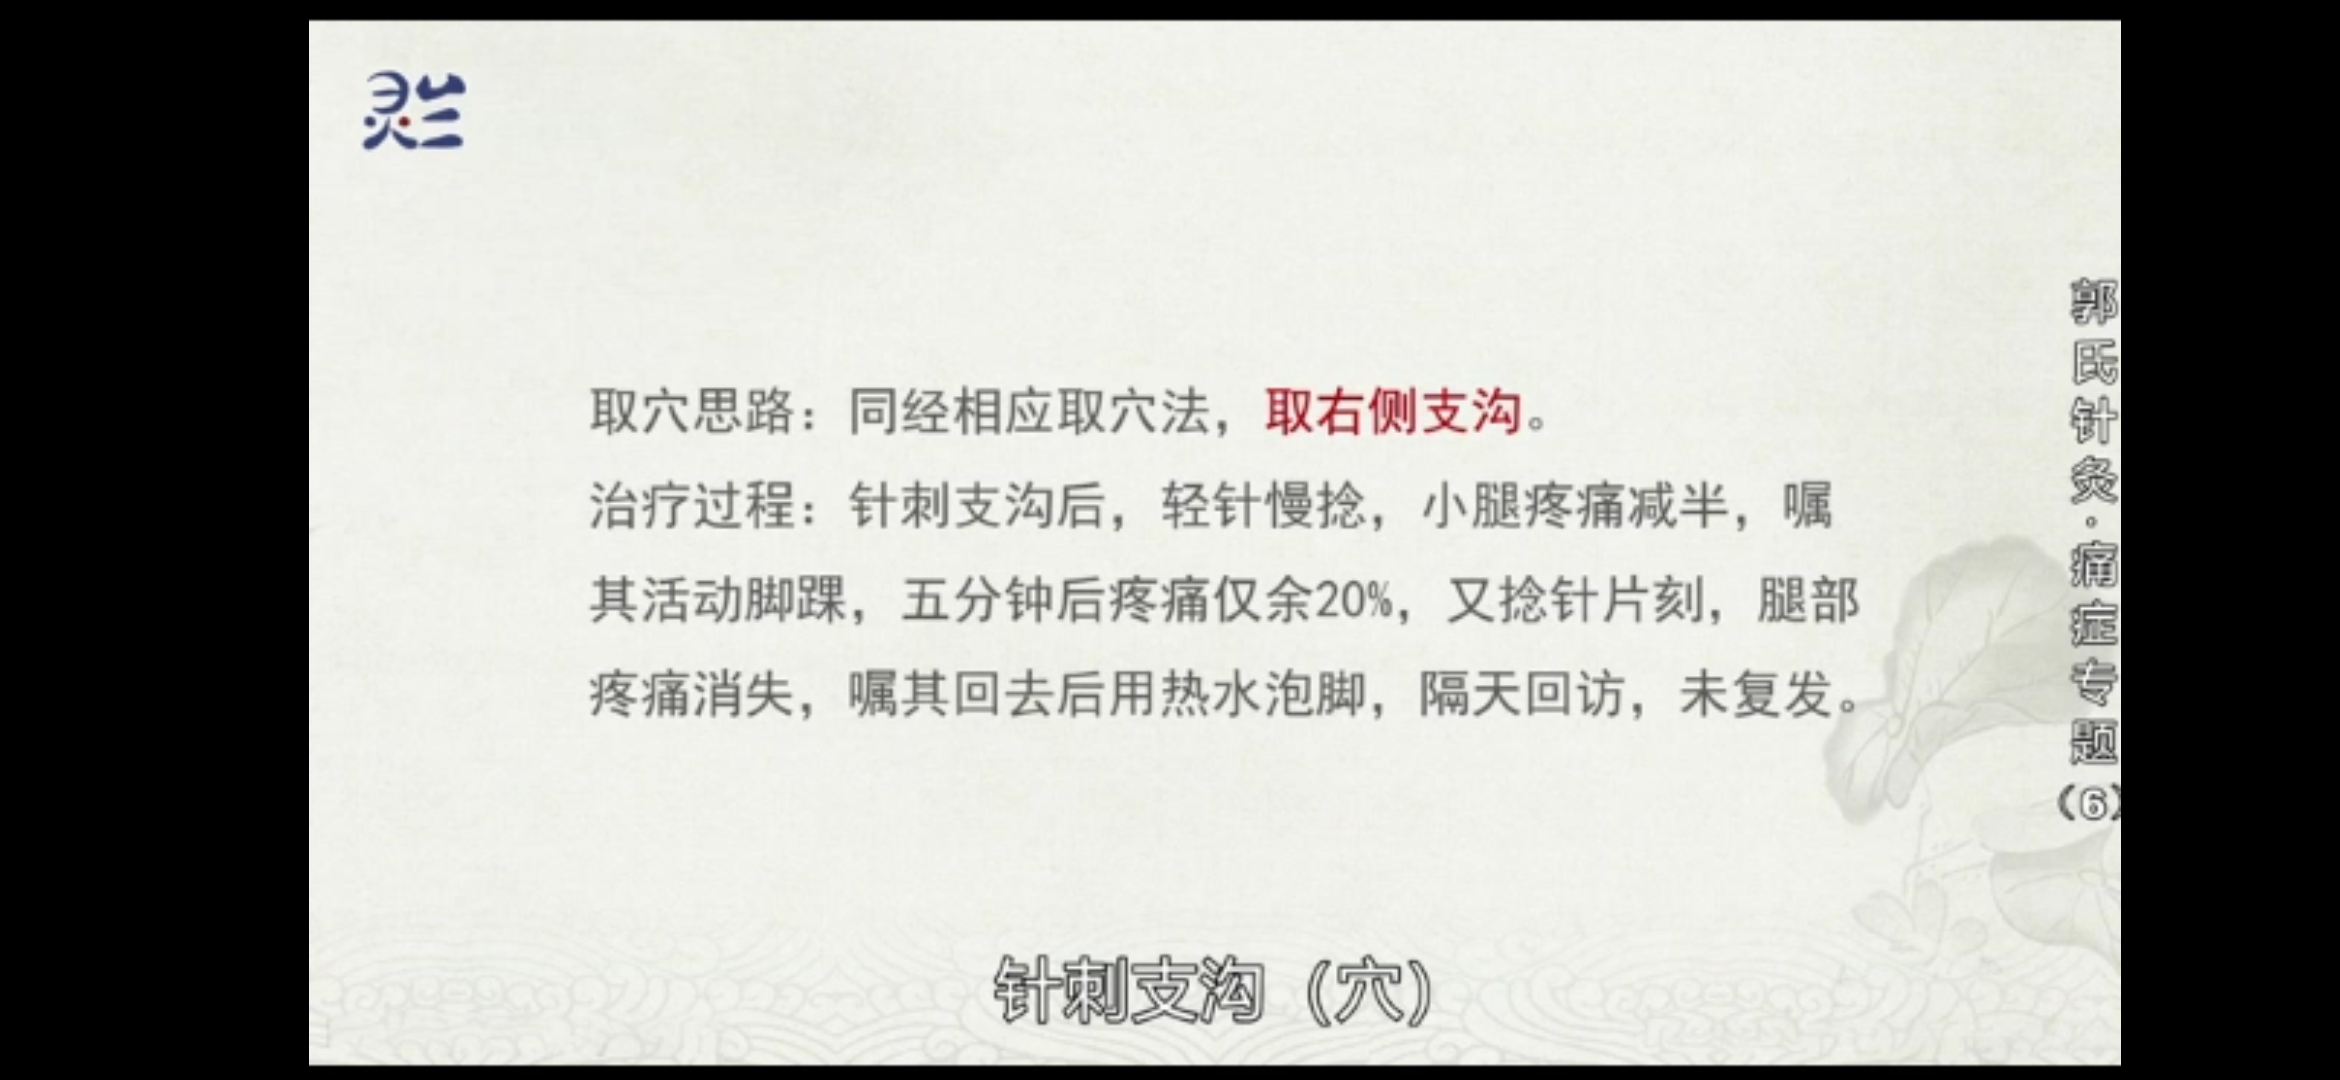 灵兰
取穴思路：同经相应取穴法，取右侧支沟。
治疗过程：针刺支沟后，轻针慢捻，小腿疼痛减半，嘱
其活动脚踝，五分钟后疼痛仅余20%，又捻针片刻，腿部
疼痛消失，嘱其回去后用热水泡脚，隔天回访，未复发。
郭氏针灸·痛症专题（6）
针刺支沟（穴）